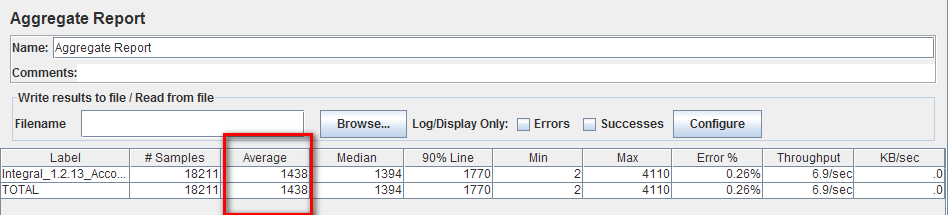 Aggregate Report
Name: Aggregate Report
Comments:
Write results to file / Read from file
Filename Browse... Log/Display Only: Errors Successes Configure
Label # Samples Average Median 90% Line Min Max Error % Throughput KB/sec
Integral_1.2.13_Acco... 18211 1438 1394 1770 2 4110 0.26% 6.9/sec .0
TOTAL 18211 1438 1394 1770 2 4110 0.26% 6.9/sec .0